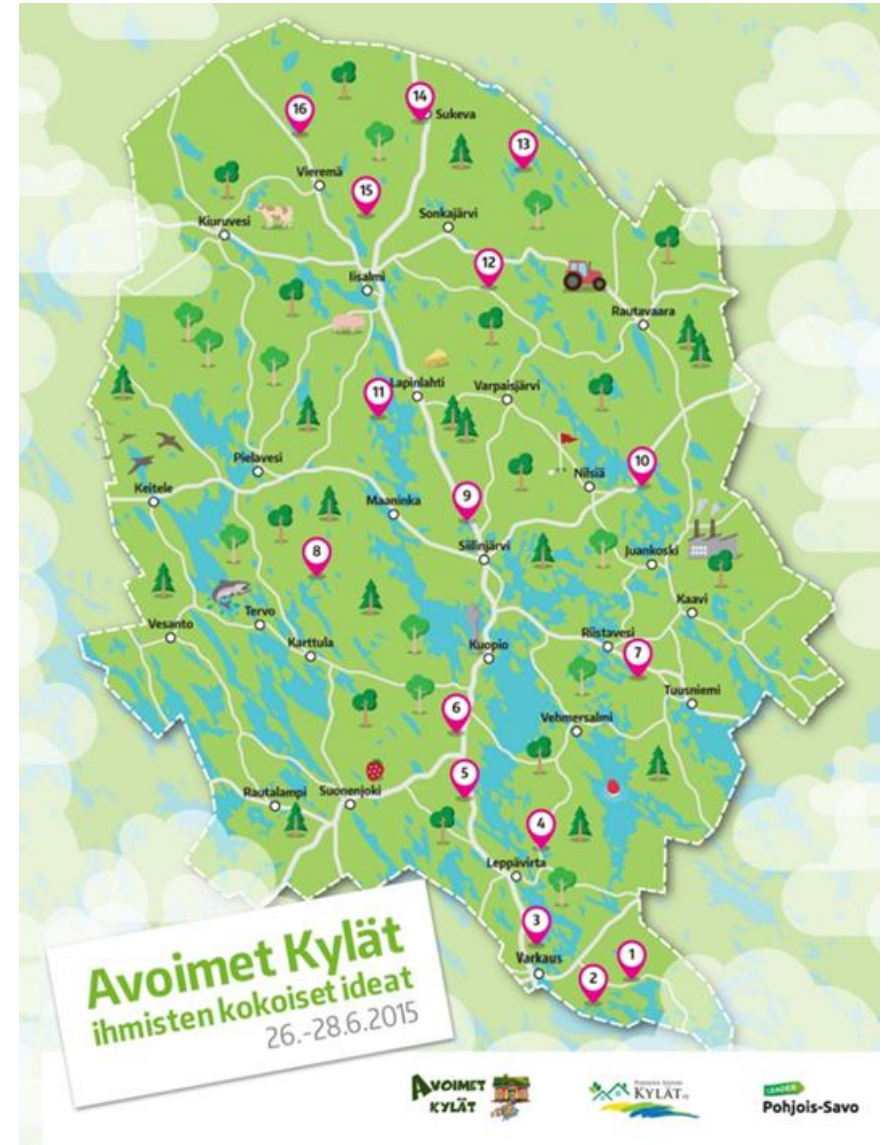 16
14
Sukeva
13
Vieremä
15
Sonkajärvi
Kiuruvesi
12
Iisalmi
Rautavaara
11
Lapinlahti
Varpaisjärvi
Pielavesi
10
Nilsiä
Keitele
9
Maaninka
Siilinjärvi
8
Juankoski
Kaavi
Tervo
Vesanto
Riistavesi
Karttula
Kuopio
7
Tuusniemi
6
Vehmersalmi
5
Rautalampi
Suonenjoki
4
Leppävirta
3
Varkaus
1
2
Avoimet Kylät
ihmisten kokoiset ideat
26.-28.6.2015
AVOIMET
KYLÄT
KYLÄT
LEADER
Pohjois-Savo